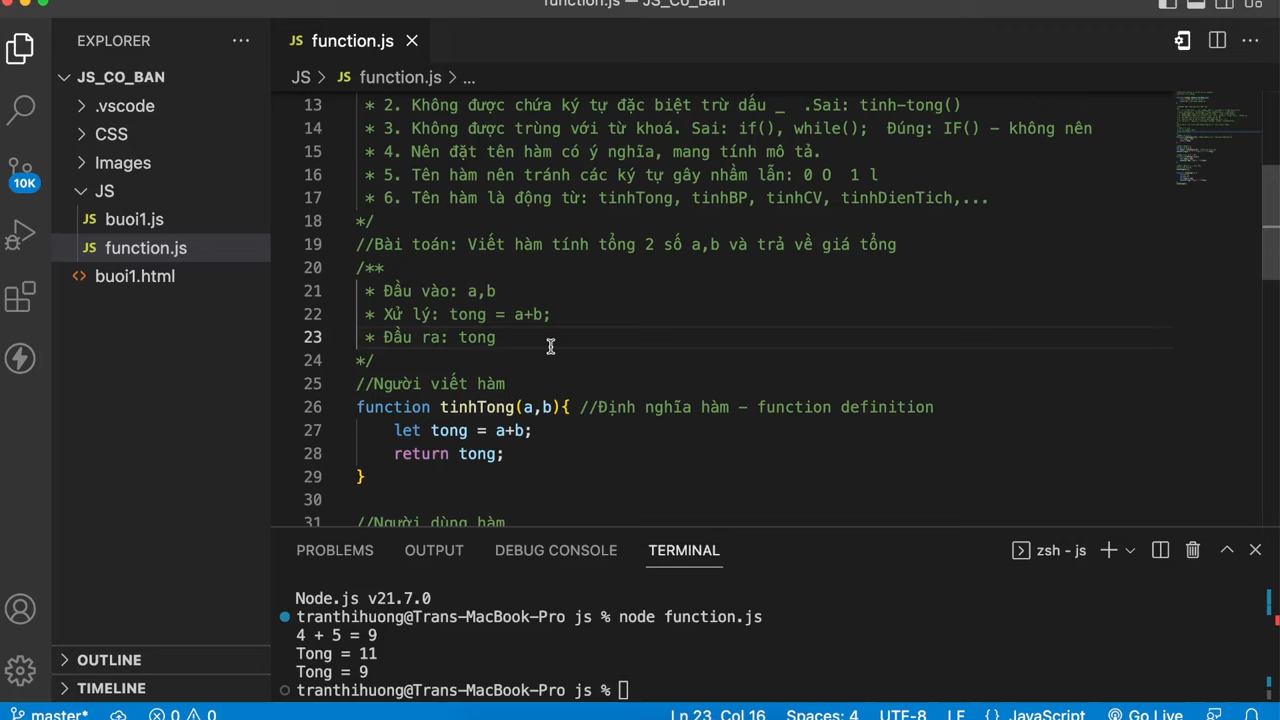 function.js — JS_Co_Ban
EXPLORER
JS_CO_BAN
.vscode
CSS
Images
JS
JS buoi1.js
JS function.js
<> buoi1.html
OUTLINE
TIMELINE
10K
JS function.js
JS > JS function.js > ...
13 * 2. Không được chứa ký tự đặc biệt trừ dấu _ .Sai: tinh-tong()
14 * 3. Không được trùng với từ khoá. Sai: if(), while(); Đúng: IF() - không nên
15 * 4. Nên đặt tên hàm có ý nghĩa, mang tính mô tả.
16 * 5. Tên hàm nên tránh các ký tự gây nhầm lẫn: 0 O 1 l
17 * 6. Tên hàm là động từ: tinhTong, tinhBP, tinhCV, tinhDienTich,...
18 */
19 //Bài toán: Viết hàm tính tổng 2 số a,b và trả về giá tổng
20 /**
21 * Đầu vào: a,b
22 * Xử lý: tong = a+b;
23 * Đầu ra: tong
24 */
25 //Người viết hàm
26 function tinhTong(a,b){ //Định nghĩa hàm - function definition
27 let tong = a+b;
28 return tong;
29 }
30
31 //Người dùng hàm
PROBLEMS OUTPUT DEBUG CONSOLE TERMINAL zsh - js
Node.js v21.7.0
tranthihuong@Trans-MacBook-Pro js % node function.js
4 + 5 = 9
Tong = 11
Tong = 9
tranthihuong@Trans-MacBook-Pro js %
master* 0 0 Ln 23, Col 16 Spaces: 4 UTF-8 LF {} JavaScript Go Live